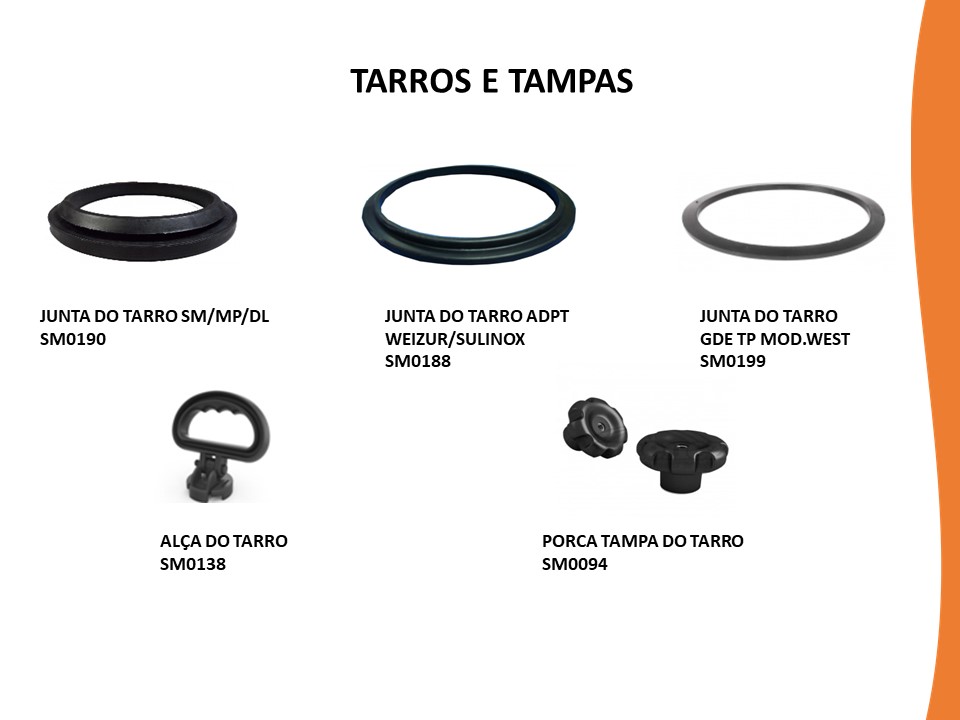 TARROS E TAMPAS
JUNTA DO TARRO SM/MP/DL
SM0190
JUNTA DO TARRO ADPT
WEIZUR/SULINOX
SM0188
JUNTA DO TARRO
GDE TP MOD.WEST
SM0199
ALÇA DO TARRO
SM0138
PORCA TAMPA DO TARRO
SM0094